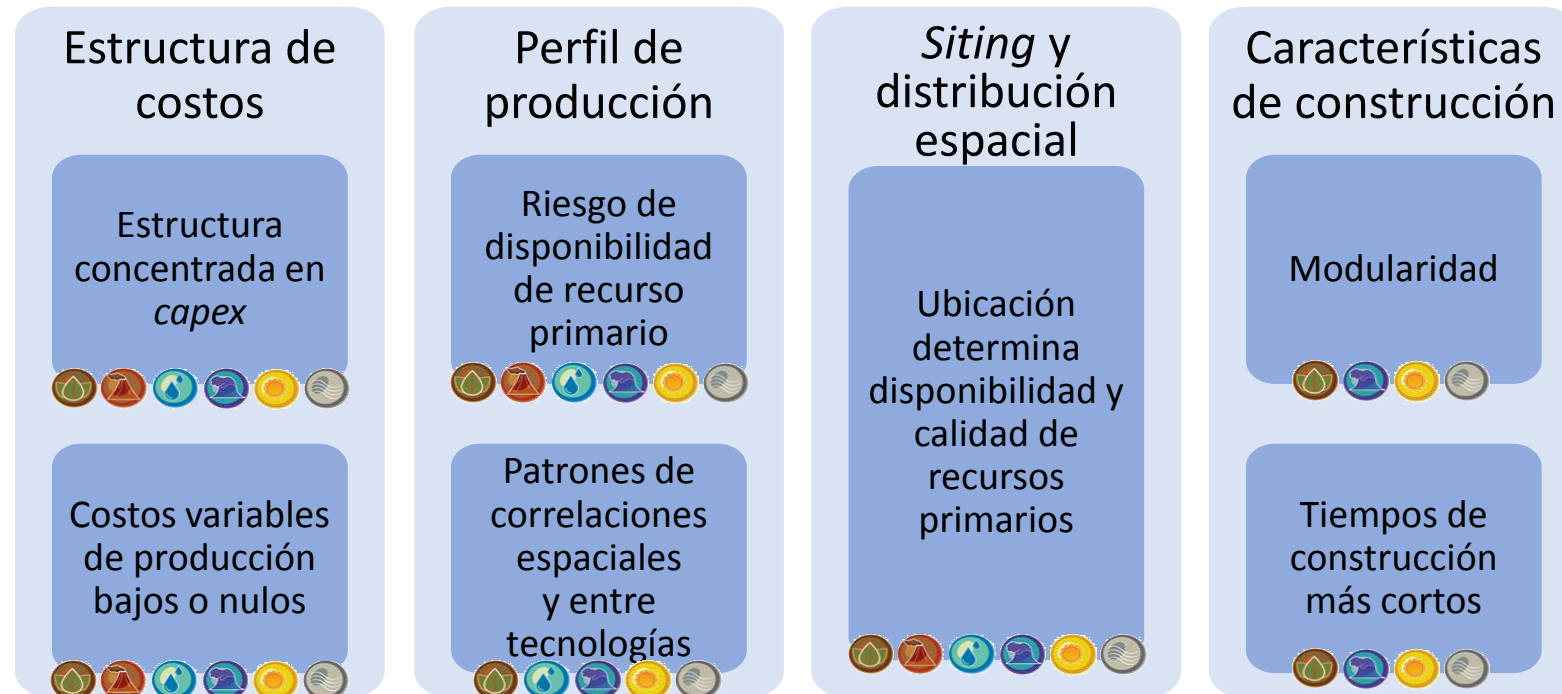 Estructura de
costos
Estructura
concentrada en
capex
Costos variables
de producción
bajos o nulos
Perfil de
producción
Riesgo de
disponibilidad
de recurso
primario
Patrones de
correlaciones
espaciales
y entre
tecnologías
Siting y
distribución
espacial
Ubicación
determina
disponibilidad y
calidad de
recursos
primarios
Características
de construcción
Modularidad
Tiempos de
construcción
más cortos